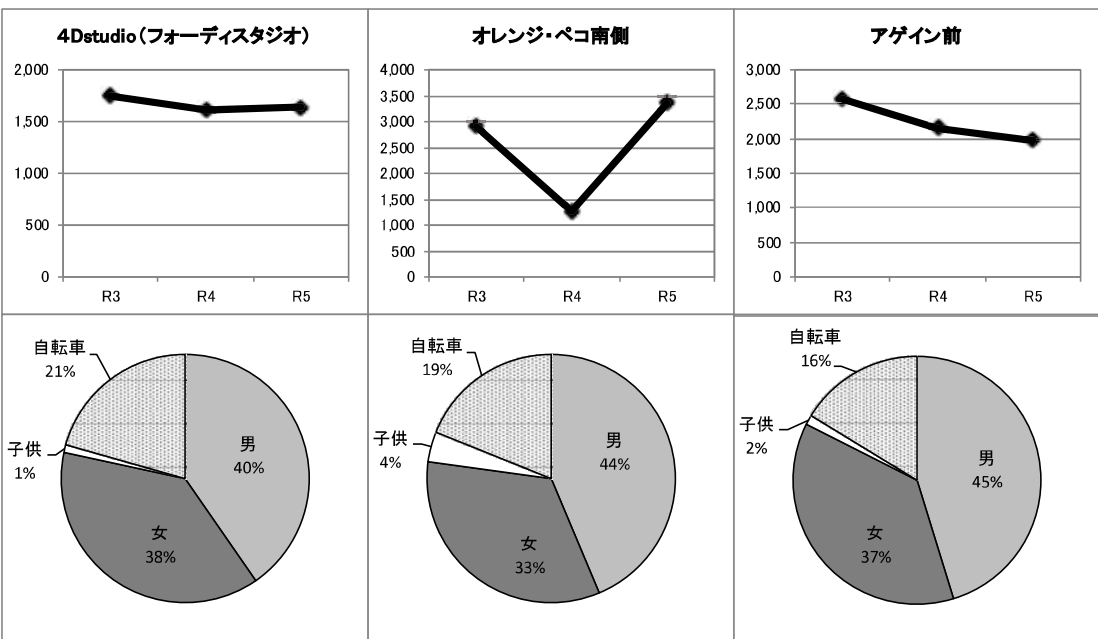 4Dstudio(フォーディスタジオ)
2,000
1,500
1,000
500
0
R3 R4 R5
オレンジ・ペコ南側
4,000
3,500
3,000
2,500
2,000
1,500
1,000
500
0
R3 R4 R5
アゲイン前
3,000
2,500
2,000
1,500
1,000
500
0
R3 R4 R5
自転車
21%
子供
1%
男
40%
女
38%
自転車
19%
子供
4%
男
44%
女
33%
自転車
16%
子供
2%
男
45%
女
37%